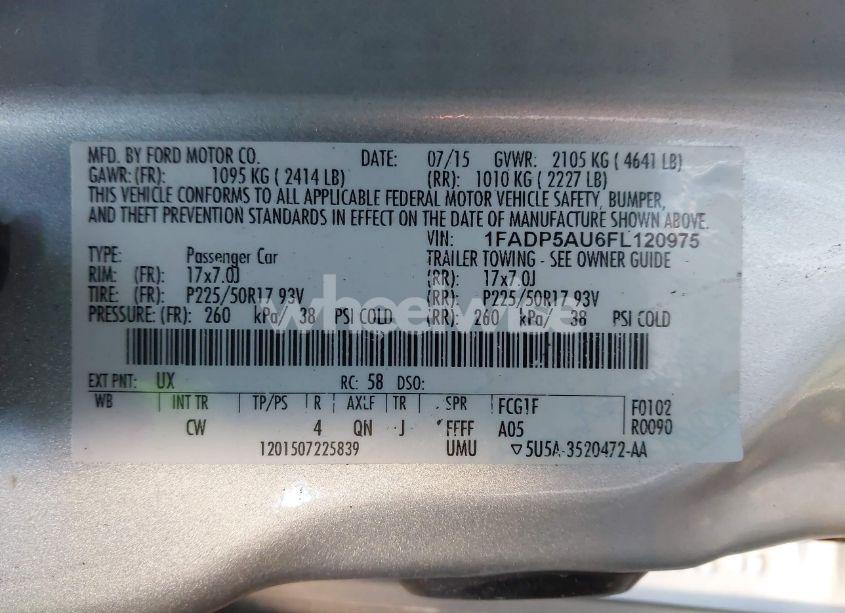 MFD. BY FORD MOTOR CO. DATE: 07/15 GVWR: 2105 KG ( 4641 LB)
GAWR: (FR): 1095 KG ( 2414 LB) (RR): 1010 KG ( 2227 LB)
THIS VEHICLE CONFORMS TO ALL APPLICABLE FEDERAL MOTOR VEHICLE SAFETY, BUMPER,
AND THEFT PREVENTION STANDARDS IN EFFECT ON THE DATE OF MANUFACTURE SHOWN ABOVE.
VIN: 1FADP5AU6FL120975
TYPE: Passenger Car TRAILER TOWING - SEE OWNER GUIDE
RIM: (FR): 17x7.0J (RR): 17x7.0J
TIRE: (FR): P225/50R17 93V (RR): P225/50R17 93V
PRESSURE: (FR): 260 kPa/ 38 PSI COLD (RR): 260 kPa/ 38 PSI COLD
wheelwise
EXT PNT: UX RC: 58 DSO:
WB INT TR TP/PS R AXLE TR SPR FCG1F F0102
CW 4 QN J FFFF A05 R0090
1201507225839 UMU ▽5U5A-3520472-AA